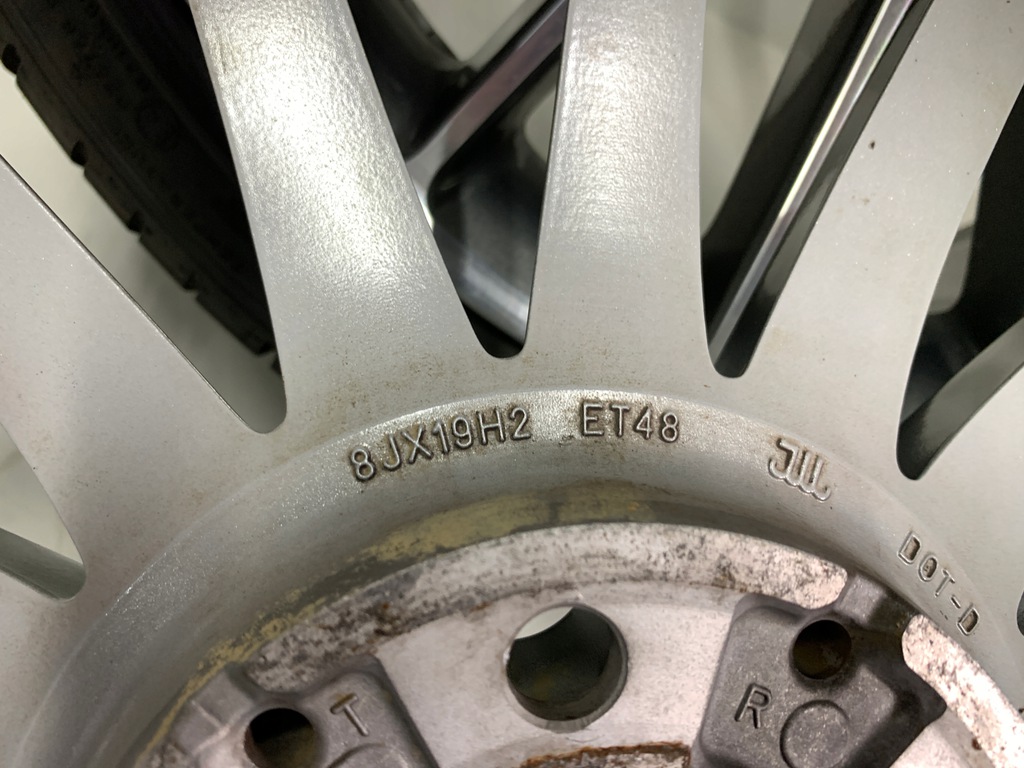 8JX19H2 ET48 JWL
DOT-D
T
R